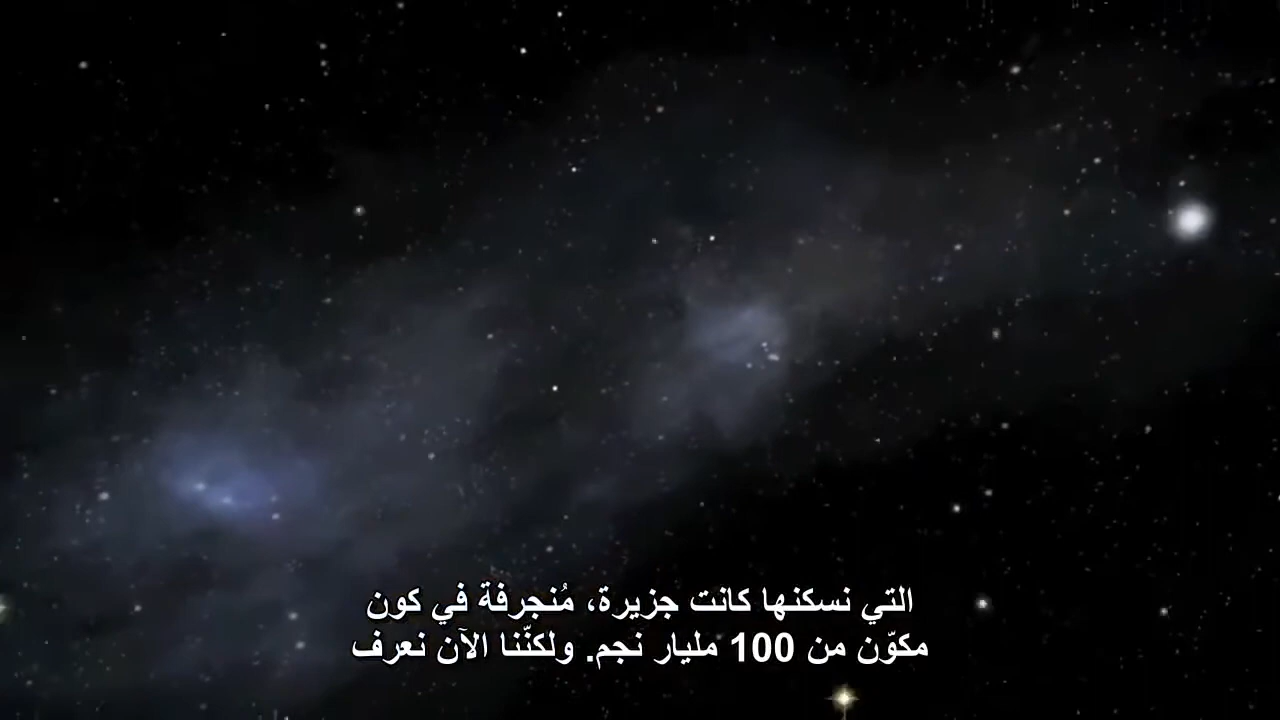 التي نسكنها كانت جزيرة، مُنجرفة في كون
مكوّن من 100 مليار نجم. ولكنّنا الآن نعرف